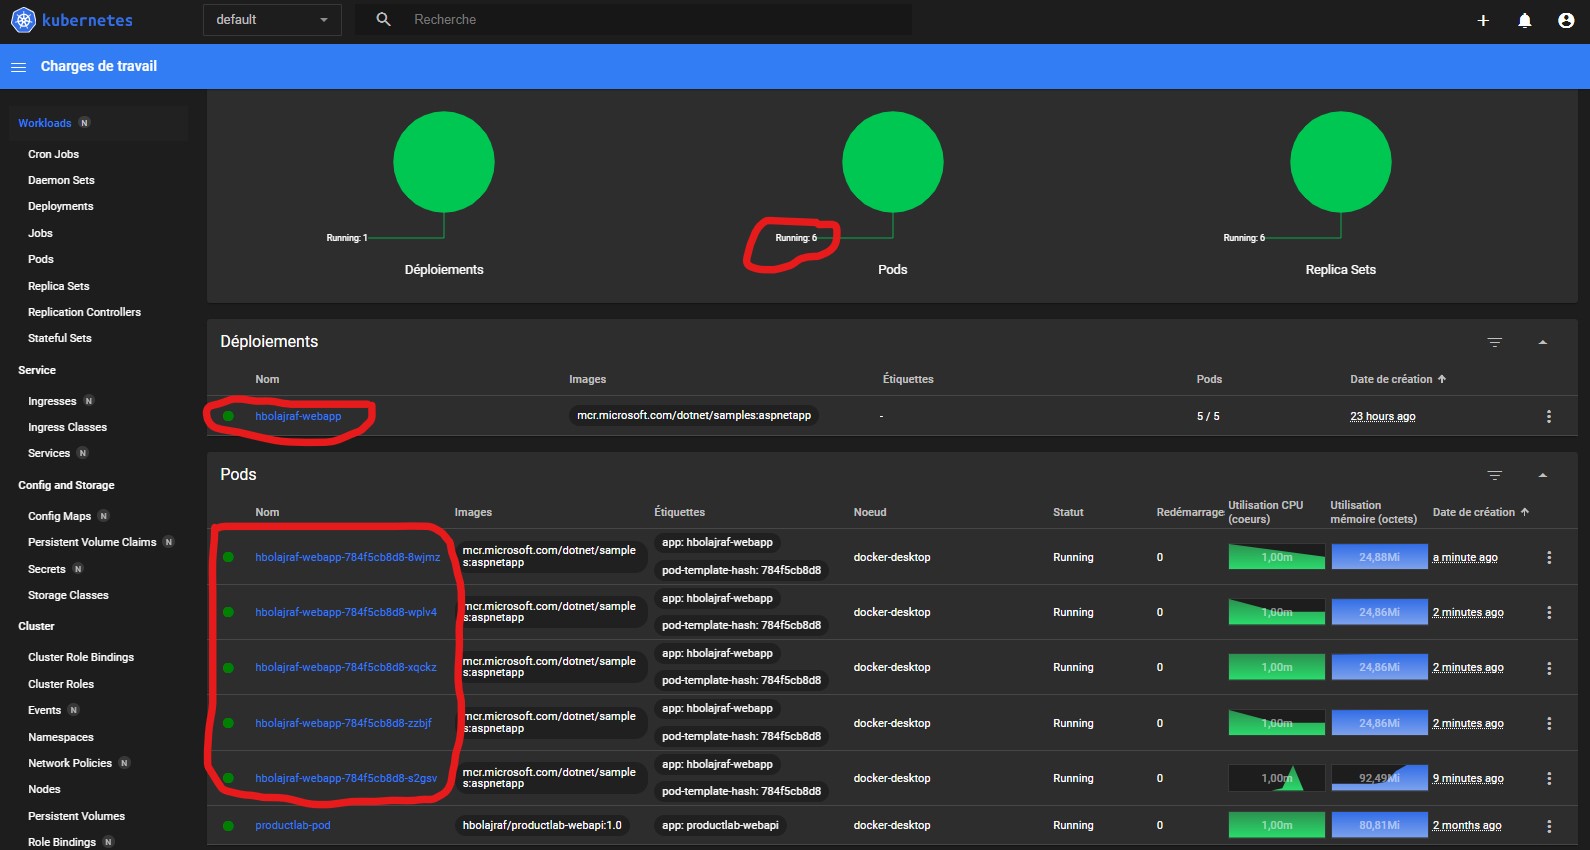 kubernetes
default
Recherche
Charges de travail
Workloads N
Cron Jobs
Daemon Sets
Deployments
Jobs
Pods
Replica Sets
Replication Controllers
Stateful Sets
Service
Ingresses N
Ingress Classes
Services N
Config and Storage
Config Maps N
Persistent Volume Claims N
Secrets N
Storage Classes
Cluster
Cluster Role Bindings
Cluster Roles
Events N
Namespaces
Network Policies N
Nodes
Persistent Volumes
Role Bindings N
Running: 1
Déploiements
Running: 6
Pods
Running: 6
Replica Sets
Déploiements
Nom Images Étiquettes Pods Date de création
hbolajraf-webapp mcr.microsoft.com/dotnet/samples:aspnetapp - 5 / 5 23 hours ago
Pods
Nom Images Étiquettes Noeud Statut Redémarrage Utilisation CPU (coeurs) Utilisation mémoire (octets) Date de création
hbolajraf-webapp-784f5cb8d8-8wjmz mcr.microsoft.com/dotnet/sample app: hbolajraf-webapp docker-desktop Running 0 1,00m 24,88Mi a minute ago
s:aspnetapp pod-template-hash: 784f5cb8d8
hbolajraf-webapp-784f5cb8d8-wplv4 mcr.microsoft.com/dotnet/sample app: hbolajraf-webapp docker-desktop Running 0 1,00m 24,86Mi 2 minutes ago
s:aspnetapp pod-template-hash: 784f5cb8d8
hbolajraf-webapp-784f5cb8d8-xqckz mcr.microsoft.com/dotnet/sample app: hbolajraf-webapp docker-desktop Running 0 1,00m 24,86Mi 2 minutes ago
s:aspnetapp pod-template-hash: 784f5cb8d8
hbolajraf-webapp-784f5cb8d8-zzbjf mcr.microsoft.com/dotnet/sample app: hbolajraf-webapp docker-desktop Running 0 1,00m 24,86Mi 2 minutes ago
s:aspnetapp pod-template-hash: 784f5cb8d8
hbolajraf-webapp-784f5cb8d8-s2gsv mcr.microsoft.com/dotnet/sample app: hbolajraf-webapp docker-desktop Running 0 1,00m 92,49Mi 9 minutes ago
s:aspnetapp pod-template-hash: 784f5cb8d8
productlab-pod hbolajraf/productlab-webapi:1.0 app: productlab-webapi docker-desktop Running 0 1,00m 80,81Mi 2 months ago